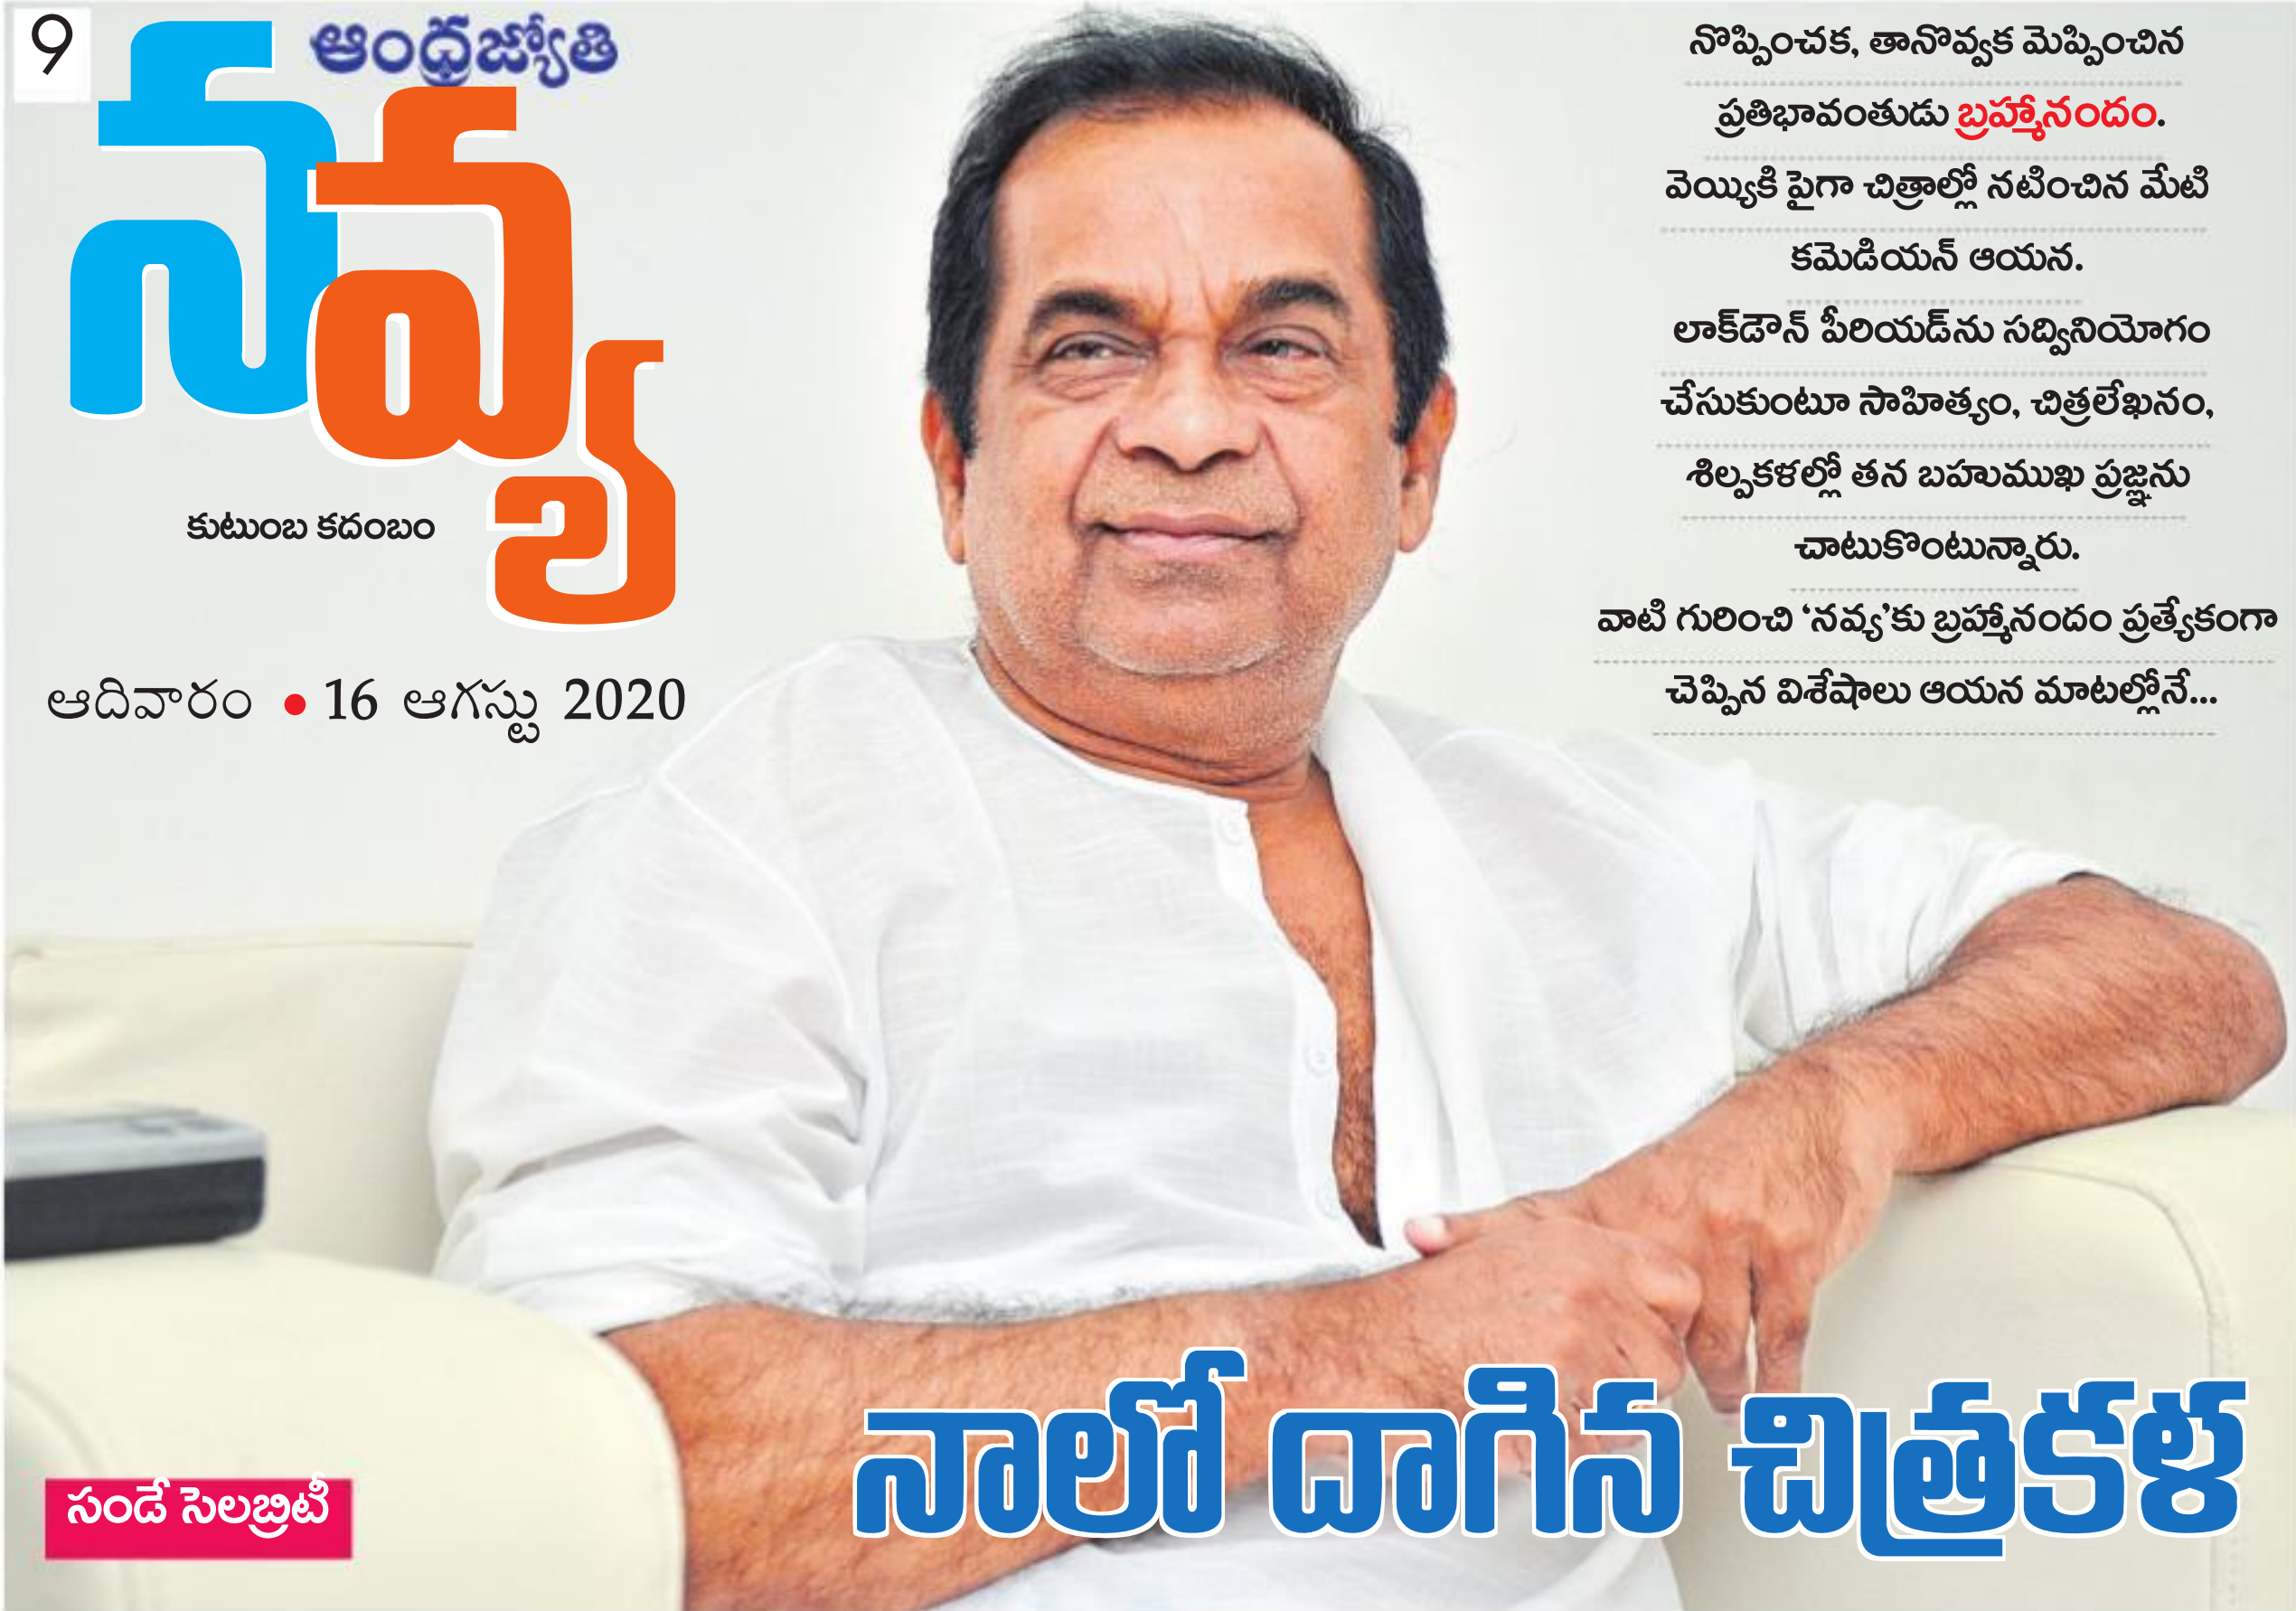 9
ఆంధ్రజ్యోతి
నవ్య
కుటుంబ కదంబం
ఆదివారం • 16 ఆగస్టు 2020
నొప్పించక, తానొవ్వక మెప్పించిన
ప్రతిభావంతుడు బ్రహ్మానందం.
వెయ్యికి పైగా చిత్రాల్లో నటించిన మేటి
కమెడియన్ ఆయన.
లాక్‌డౌన్ పీరియడ్‌ను సద్వినియోగం
చేసుకుంటూ సాహిత్యం, చిత్రలేఖనం,
శిల్పకళల్లో తన బహుముఖ ప్రజ్ఞను
చాటుకొంటున్నారు.
వాటి గురించి ‘నవ్య’కు బ్రహ్మానందం ప్రత్యేకంగా
చెప్పిన విశేషాలు ఆయన మాటల్లోనే...
నాలో దాగిన చిత్రకళ
సండే సెలబ్రిటీ